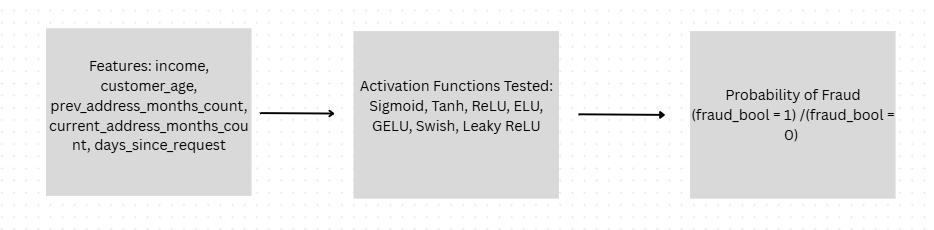 Features: income,
customer_age,
prev_address_months_count,
current_address_months_cou
nt, days_since_request
Activation Functions Tested:
Sigmoid, Tanh, ReLU, ELU,
GELU, Swish, Leaky ReLU
Probability of Fraud
(fraud_bool = 1) /(fraud_bool =
0)